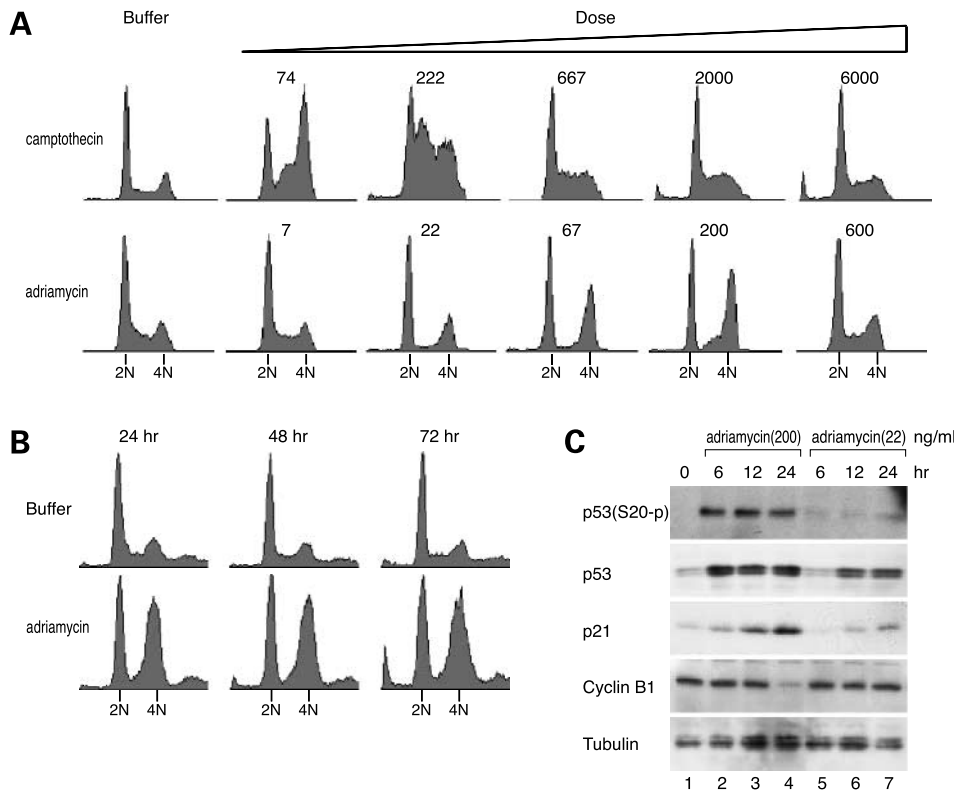 A
Buffer Dose
74 222 667 2000 6000
camptothecin
7 22 67 200 600
adriamycin
2N 4N 2N 4N 2N 4N 2N 4N 2N 4N 2N 4N
B
24 hr 48 hr 72 hr
Buffer
adriamycin
2N 4N 2N 4N 2N 4N
C
adriamycin(200) adriamycin(22) ng/ml
0 6 12 24 6 12 24 hr
p53(S20-p)
p53
p21
Cyclin B1
Tubulin
1 2 3 4 5 6 7